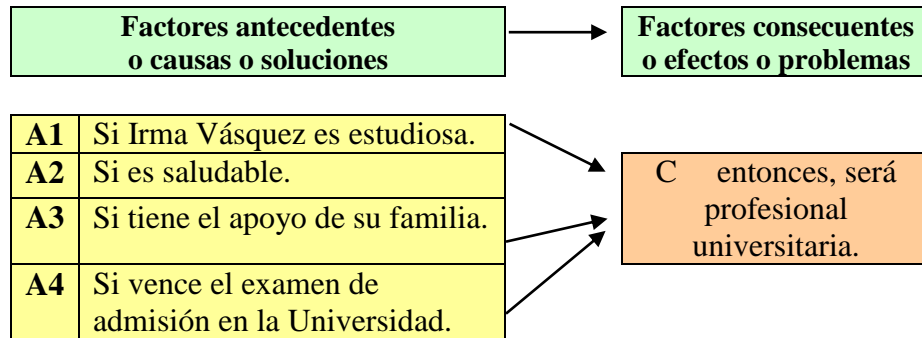 Factores antecedentes
o causas o soluciones
Factores consecuentes
o efectos o problemas
A1 Si Irma Vásquez es estudiosa.
A2 Si es saludable.
A3 Si tiene el apoyo de su familia.
A4 Si vence el examen de
admisión en la Universidad.
C entonces, será
profesional
universitaria.